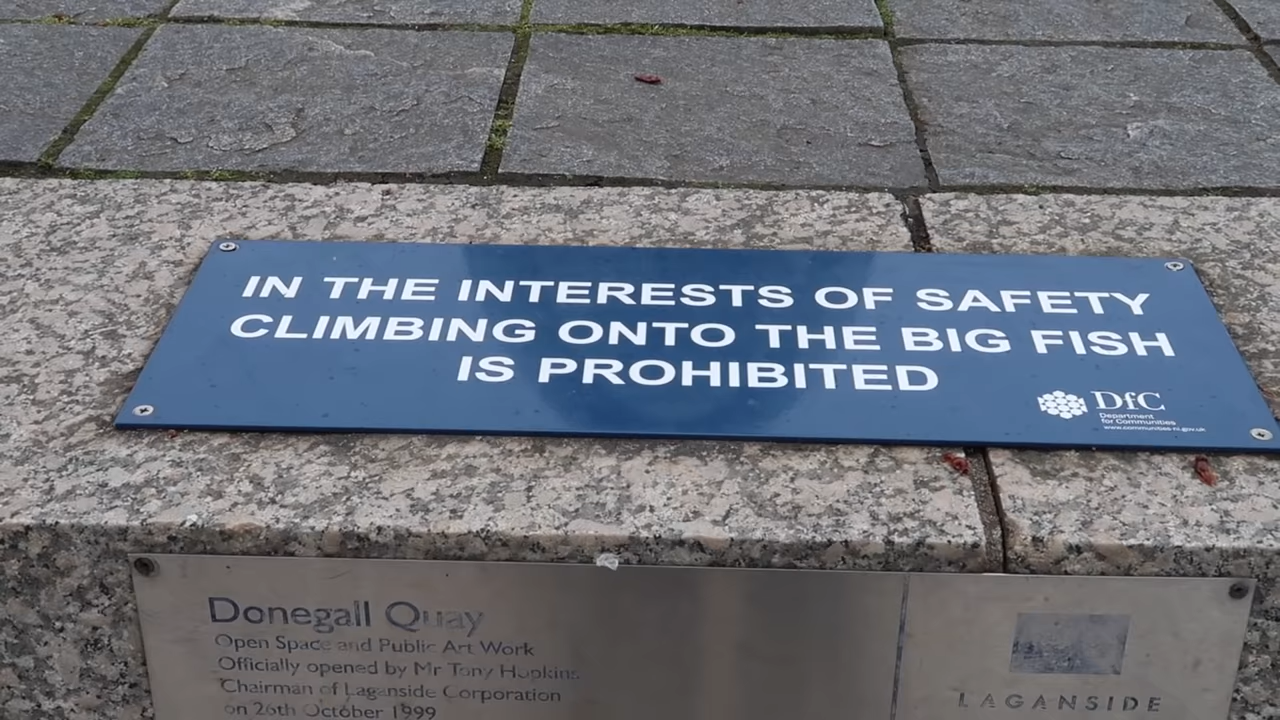 IN THE INTERESTS OF SAFETY
CLIMBING ONTO THE BIG FISH
IS PROHIBITED
DfC
Department
for Communities
www.communities-ni.gov.uk
Donegall Quay
Open Space and Public Art Work
Officially opened by Mr Tony Hopkins
Chairman of Laganside Corporation
on 26th October 1999
LAGANSIDE